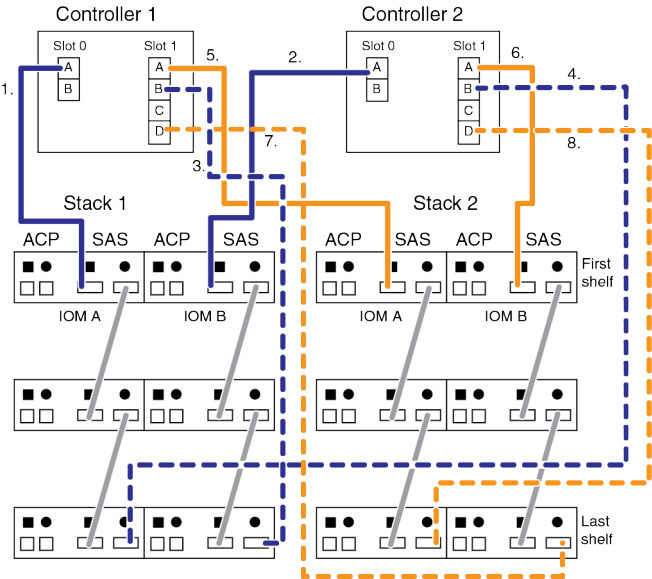 Controller 1
Controller 2
Slot 0
Slot 1
Slot 0
Slot 1
1.
A
B
A
B
C
D
5.
2.
A
B
A
B
C
D
6.
4.
3.
7.
8.
Stack 1
Stack 2
ACP
SAS
ACP
SAS
ACP
SAS
ACP
SAS
First
shelf
IOM A
IOM B
IOM A
IOM B
Last
shelf